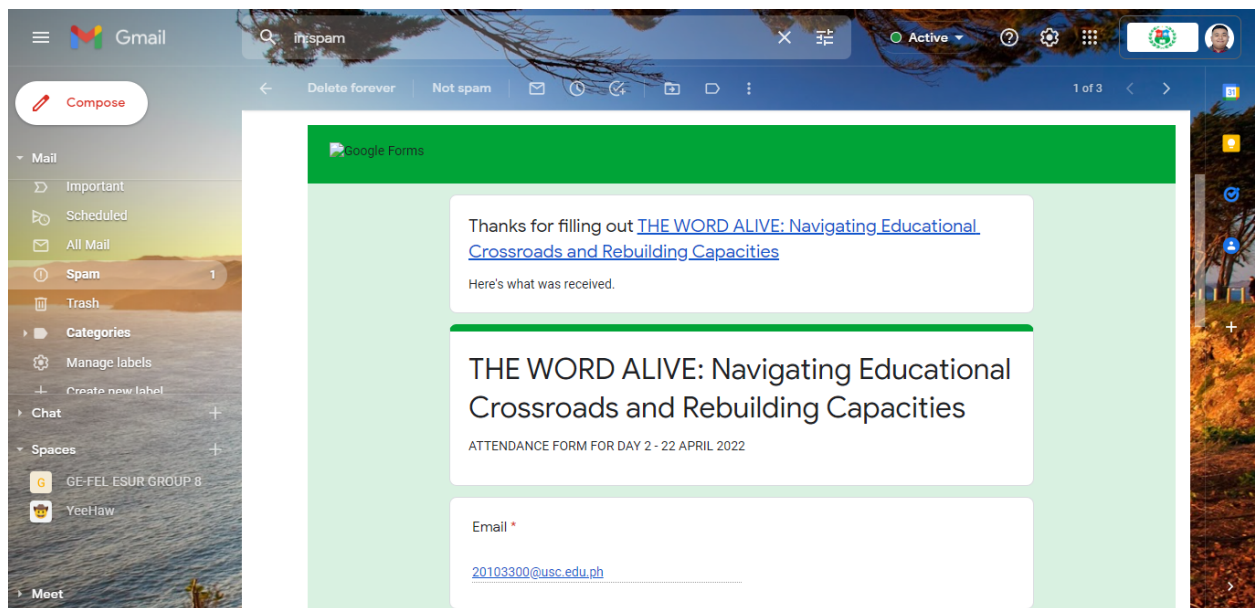 Gmail
in:spam
Active
Compose
Delete forever
Not spam
1 of 3
31
Mail
Important
Scheduled
All Mail
Spam
1
Trash
Categories
Manage labels
Create new label
Chat
Spaces
G
GE-FEL ESUR GROUP 8
YeeHaw
Meet
Google Forms
Thanks for filling out THE WORD ALIVE: Navigating Educational
Crossroads and Rebuilding Capacities
Here's what was received.
THE WORD ALIVE: Navigating Educational
Crossroads and Rebuilding Capacities
ATTENDANCE FORM FOR DAY 2 - 22 APRIL 2022
Email *
20103300@usc.edu.ph